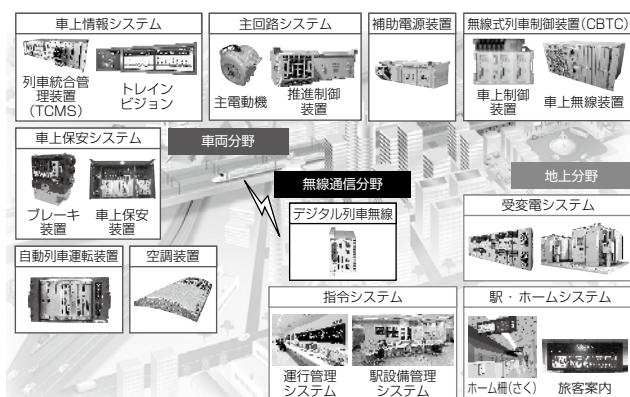 車上情報システム
列車統合管
理装置
(TCMS)
トレイン
ビジョン
主回路システム
主電動機
推進制御
装置
補助電源装置
無線式列車制御装置(CBTC)
車上制御
装置
車上無線装置
車上保安システム
ブレーキ
装置
車上保安
装置
車両分野
無線通信分野
デジタル列車無線
地上分野
受変電システム
自動列車運転装置
空調装置
指令システム
運行管理
システム
駅設備管理
システム
駅・ホームシステム
ホーム柵(さく)
旅客案内